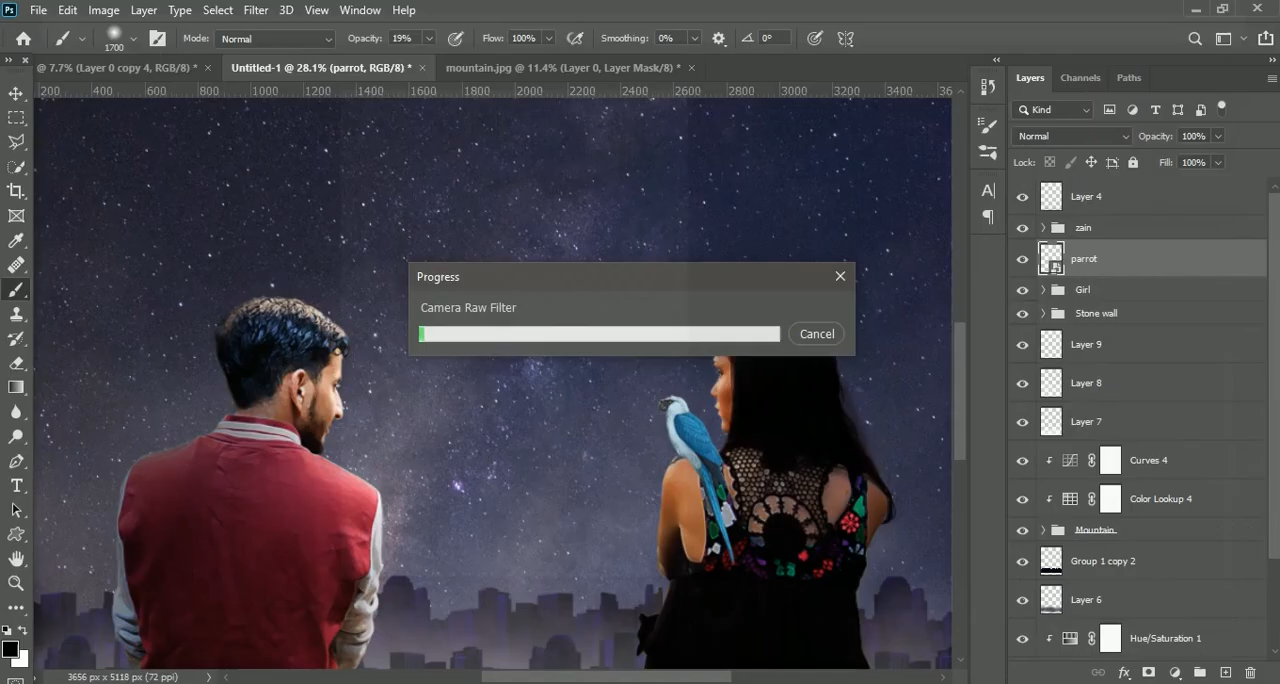 Ps File Edit Image Layer Type Select Filter 3D View Window Help
1700 Mode: Normal Opacity: 19% Flow: 100% Smoothing: 0% 0°
@ 7.7% (Layer 0 copy 4, RGB/8) * × Untitled-1 @ 28.1% (parrot, RGB/8) * × mountain.jpg @ 11.4% (Layer 0, Layer Mask/8) * ×
200 400 600 800 1000 1200 1400 1600 1800 2000 2200 2400 2600 2800 3000 3200 3400 36
Layers Channels Paths
Kind
Normal Opacity: 100%
Lock: Fill: 100%
Layer 4
zain
parrot
Girl
Stone wall
Layer 9
Layer 8
Layer 7
Curves 4
Color Lookup 4
Mountain
Group 1 copy 2
Layer 6
Hue/Saturation 1
Progress
Camera Raw Filter
Cancel
3656 px x 5118 px (72 ppi)